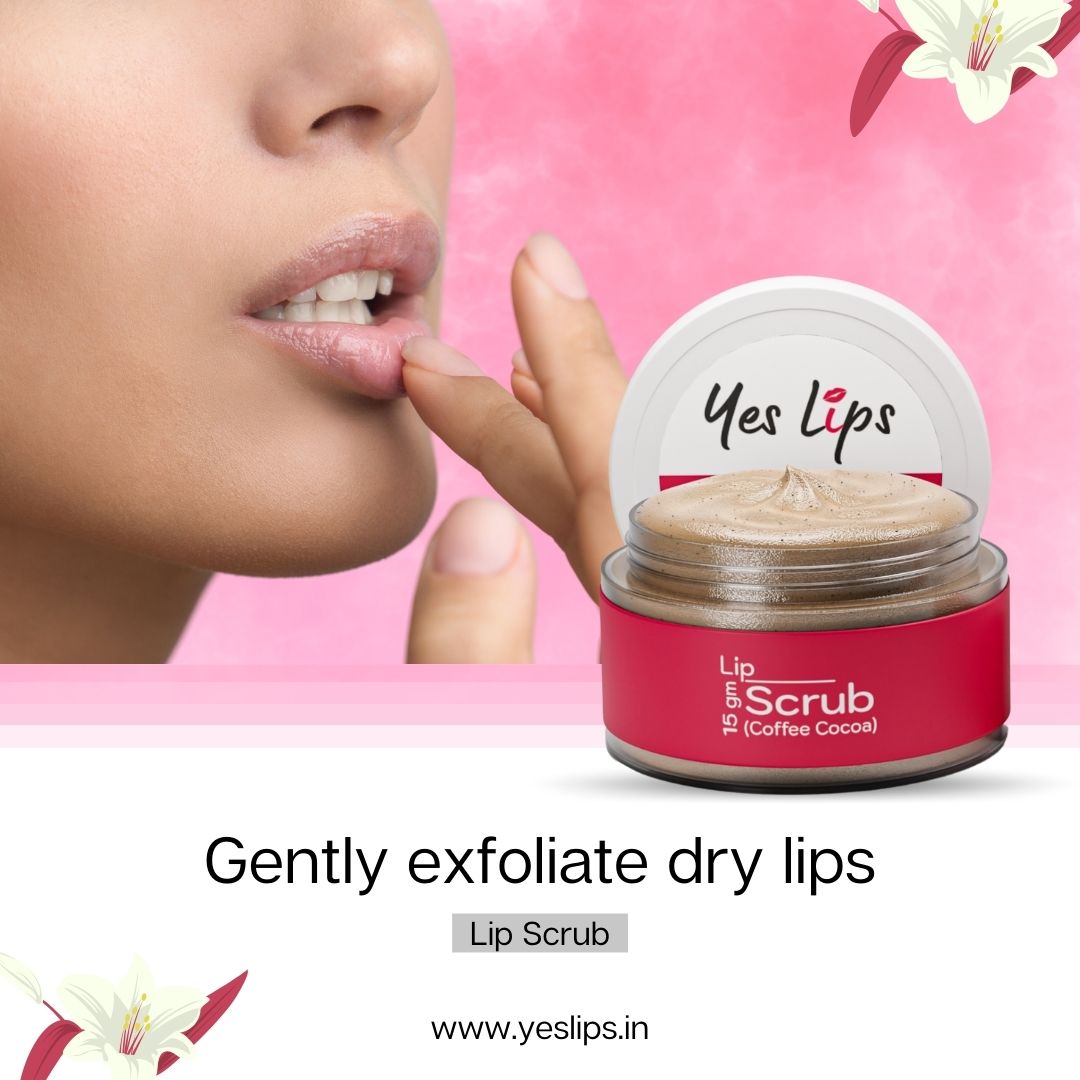 Yes Lips
Lip
15 gm
Scrub
(Coffee Cocoa)
Gently exfoliate dry lips
Lip Scrub
www.yeslips.in